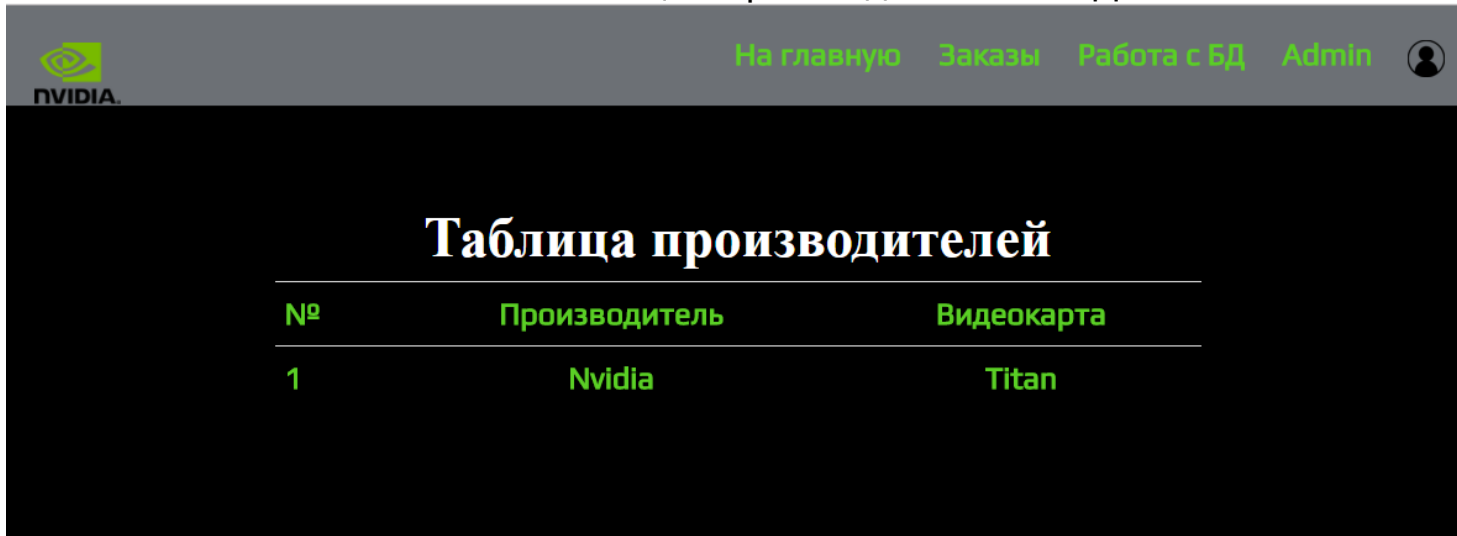 На главную Заказы Работа с БД Admin
NVIDIA.
Таблица производителей
№ Производитель Видеокарта
1 Nvidia Titan